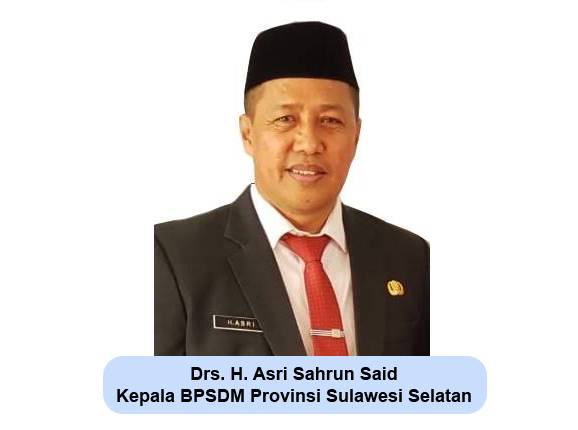 H.ASRI
Drs. H. Asri Sahrun Said
Kepala BPSDM Provinsi Sulawesi Selatan